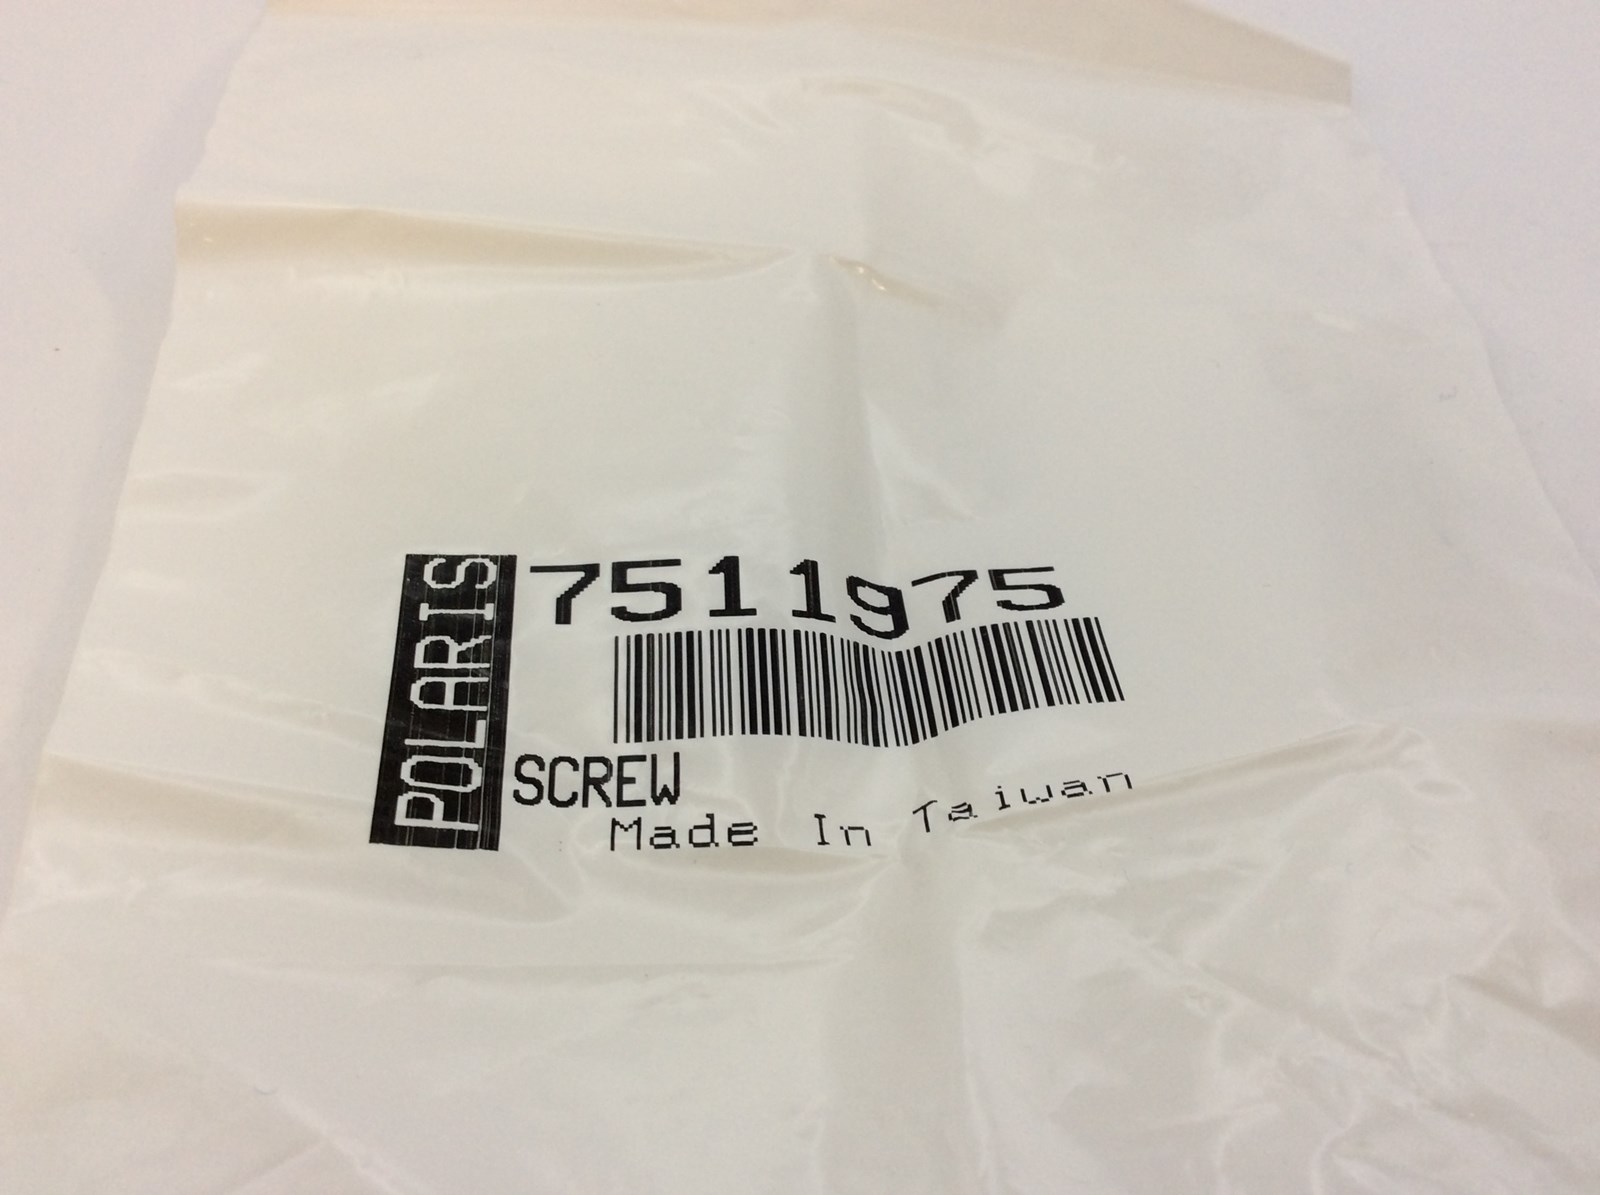 POLARIS
7511975
SCREW
Made In Taiwan